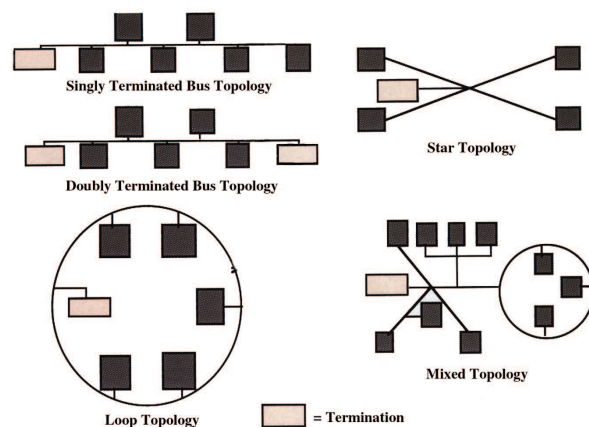 Singly Terminated Bus Topology
Star Topology
Doubly Terminated Bus Topology
Mixed Topology
Loop Topology
= Termination